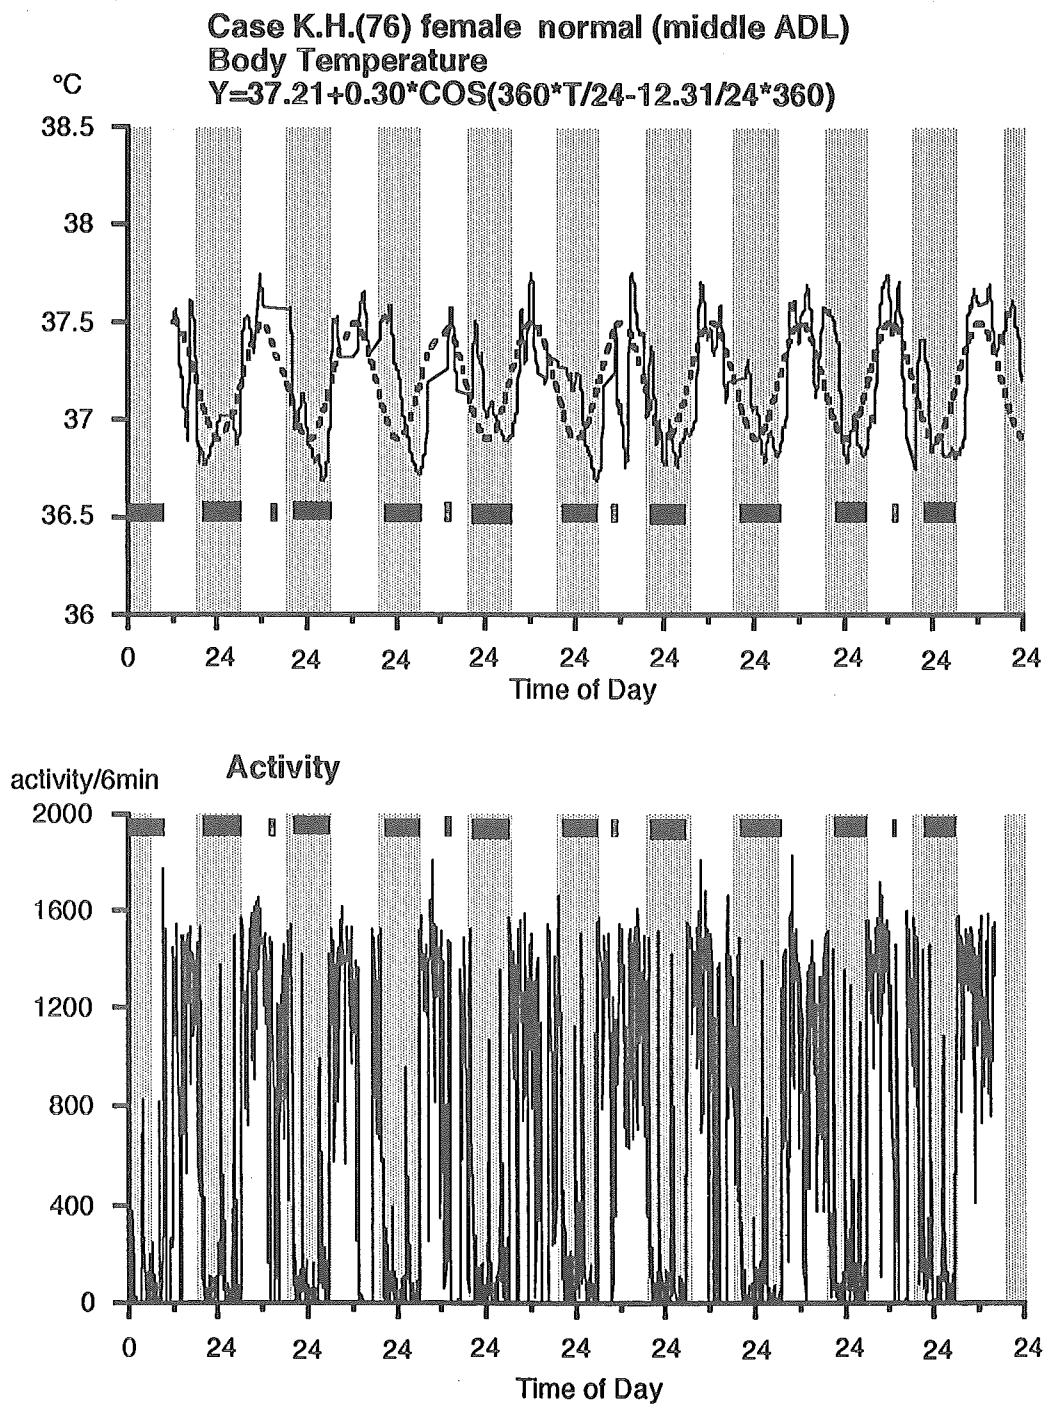 Case K.H.(76) female normal (middle ADL)
Body Temperature
°C
Y=37.21+0.30*COS(360*T/24-12.31/24*360)
38.5
38
37.5
37
36.5
36
0 24 24 24 24 24 24 24 24 24 24
Time of Day
Activity
activity/6min
2000
1600
1200
800
400
0
0 24 24 24 24 24 24 24 24 24 24
Time of Day